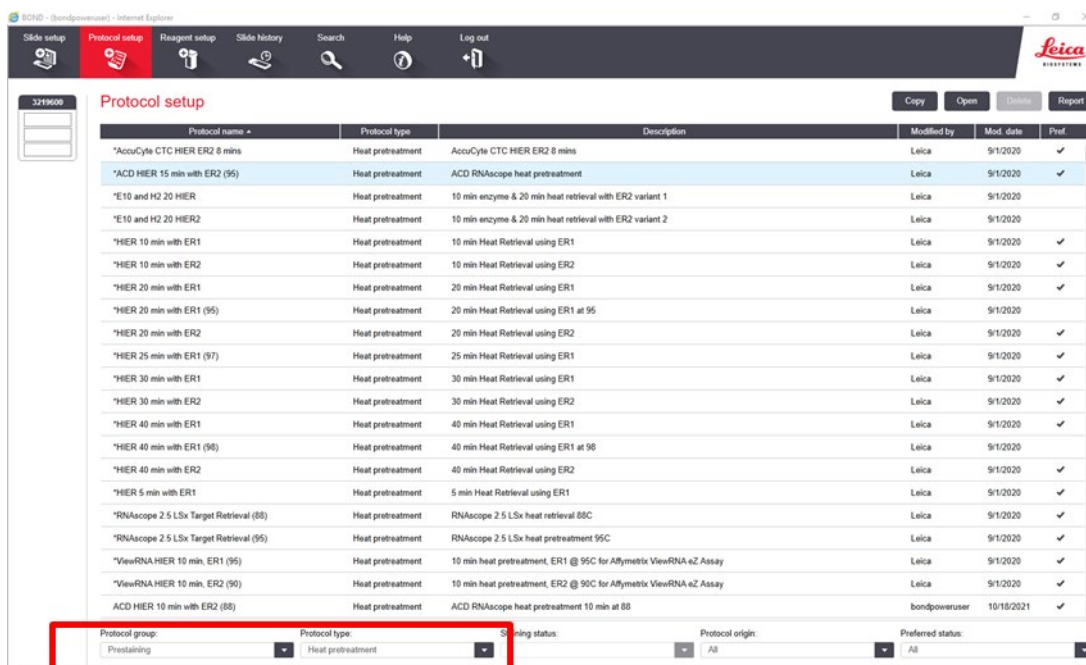 BOND - (bondpoweruser) - Internet Explorer
Slide setup Protocol setup Reagent setup Slide history Search Help Log out
Leica
BIOSYSTEMS
3219600
Protocol setup
Copy Open Delete Report
Protocol name Protocol type Description Modified by Mod. date Pref.
*AccuCyte CTC HIER ER2 8 mins Heat pretreatment AccuCyte CTC HIER ER2 8 mins Leica 9/1/2020 ✓
*ACD HIER 15 min with ER2 (95) Heat pretreatment ACD RNAscope heat pretreatment Leica 9/1/2020 ✓
*E10 and H2 20 HIER Heat pretreatment 10 min enzyme & 20 min heat retrieval with ER2 variant 1 Leica 9/1/2020
*E10 and H2 20 HIER2 Heat pretreatment 10 min enzyme & 20 min heat retrieval with ER2 variant 2 Leica 9/1/2020
*HIER 10 min with ER1 Heat pretreatment 10 min Heat Retrieval using ER1 Leica 9/1/2020 ✓
*HIER 10 min with ER2 Heat pretreatment 10 min Heat Retrieval using ER2 Leica 9/1/2020 ✓
*HIER 20 min with ER1 Heat pretreatment 20 min Heat Retrieval using ER1 Leica 9/1/2020 ✓
*HIER 20 min with ER1 (95) Heat pretreatment 20 min Heat Retrieval using ER1 at 95 Leica 9/1/2020
*HIER 20 min with ER2 Heat pretreatment 20 min Heat Retrieval using ER2 Leica 9/1/2020 ✓
*HIER 25 min with ER1 (97) Heat pretreatment 25 min Heat Retrieval using ER1 Leica 9/1/2020 ✓
*HIER 30 min with ER1 Heat pretreatment 30 min Heat Retrieval using ER1 Leica 9/1/2020 ✓
*HIER 30 min with ER2 Heat pretreatment 30 min Heat Retrieval using ER2 Leica 9/1/2020 ✓
*HIER 40 min with ER1 Heat pretreatment 40 min Heat Retrieval using ER1 Leica 9/1/2020 ✓
*HIER 40 min with ER1 (98) Heat pretreatment 40 min Heat Retrieval using ER1 at 98 Leica 9/1/2020
*HIER 40 min with ER2 Heat pretreatment 40 min Heat Retrieval using ER2 Leica 9/1/2020 ✓
*HIER 5 min with ER1 Heat pretreatment 5 min Heat Retrieval using ER1 Leica 9/1/2020 ✓
*RNAscope 2.5 LSx Target Retrieval (88) Heat pretreatment RNAscope 2.5 LSx heat retrieval 88C Leica 9/1/2020 ✓
*RNAscope 2.5 LSx Target Retrieval (95) Heat pretreatment RNAscope 2.5 LSx heat pretreatment 95C Leica 9/1/2020 ✓
*ViewRNA HIER 10 min, ER1 (95) Heat pretreatment 10 min heat pretreatment, ER1 @ 95C for Affymetrix ViewRNA eZ Assay Leica 9/1/2020 ✓
*ViewRNA HIER 10 min, ER2 (90) Heat pretreatment 10 min heat pretreatment, ER2 @ 90C for Affymetrix ViewRNA eZ Assay Leica 9/1/2020 ✓
ACD HIER 10 min with ER2 (88) Heat pretreatment ACD RNAscope heat pretreatment 10 min at 88 bondpoweruser 10/18/2021 ✓
Protocol group: Protocol type: status: Protocol origin: Preferred status:
Prestaining Heat pretreatment All All